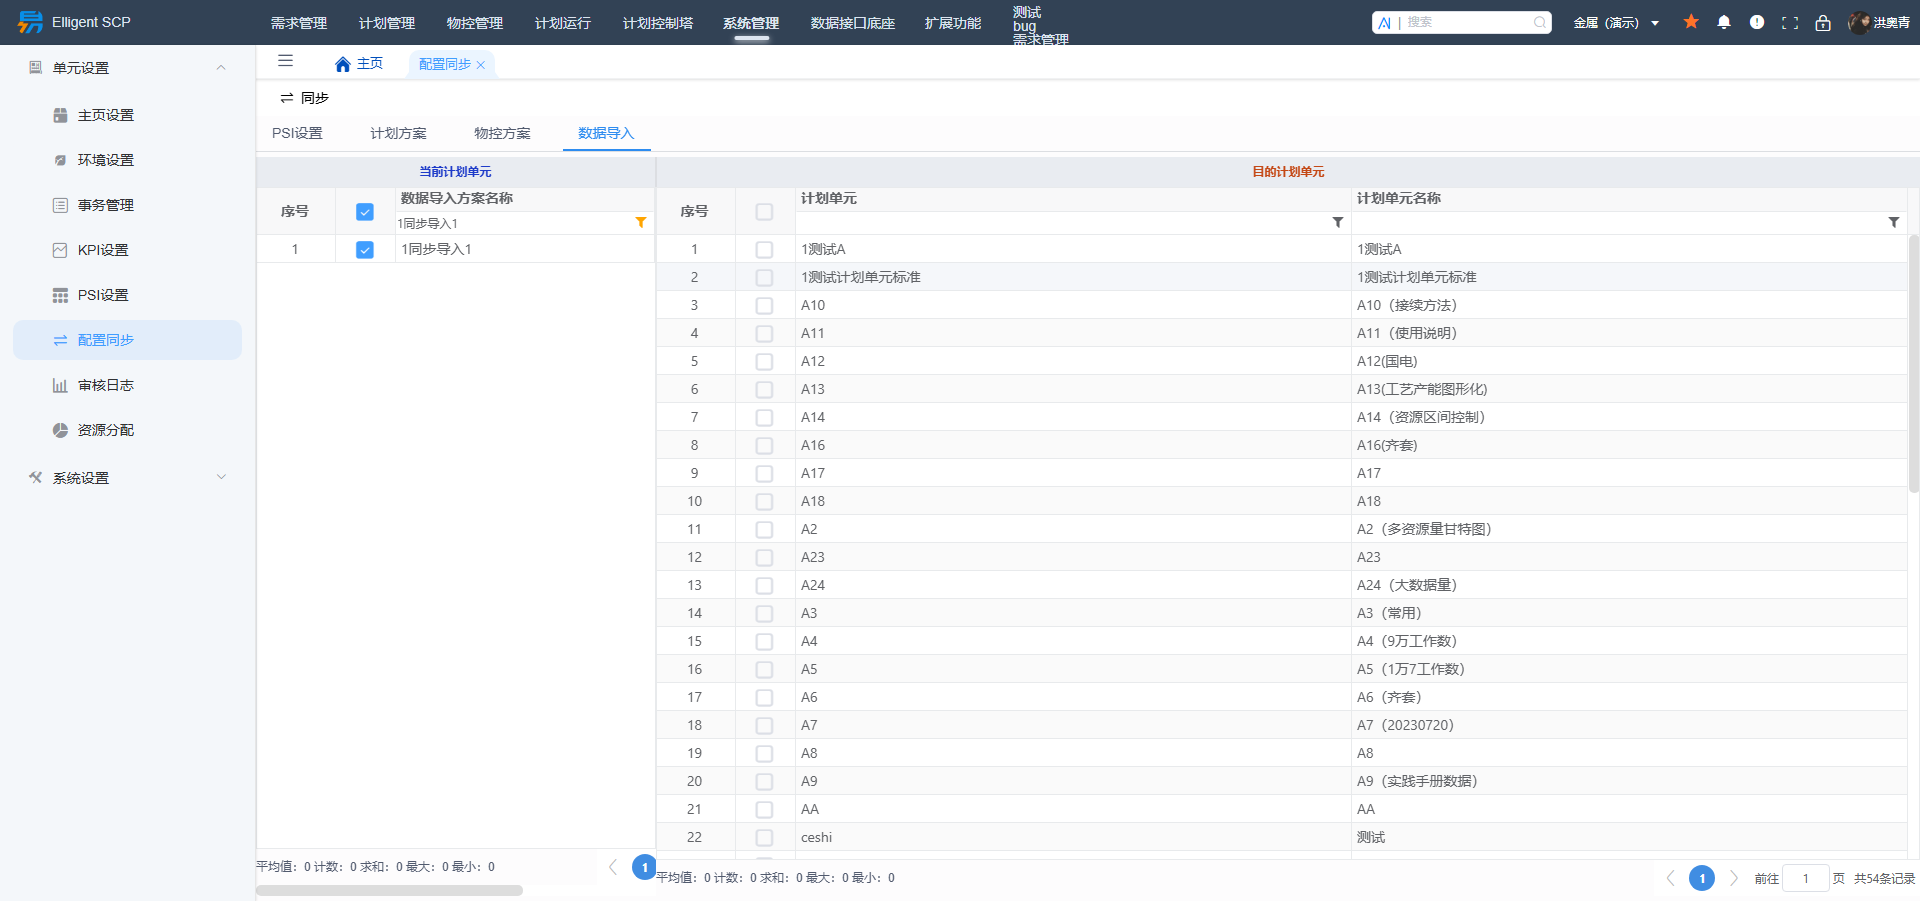 Elligent SCP
需求管理 计划管理 物控管理 计划运行 计划控制塔 系统管理 数据接口底座 扩展功能
测试
bug
需求管理
AI | 搜索
金属（演示）
洪奥青
单元设置
主页设置
环境设置
事务管理
KPI设置
PSI设置
配置同步
审核日志
资源分配
系统设置
主页 配置同步
同步
PSI设置 计划方案 物控方案 数据导入
当前计划单元
序号 数据导入方案名称
1同步导入1
1 1同步导入1
平均值：0 计数：0 求和：0 最大：0 最小：0
1
目的计划单元
序号 计划单元 计划单元名称
1 1测试A 1测试A
2 1测试计划单元标准 1测试计划单元标准
3 A10 A10（接续方法）
4 A11 A11（使用说明）
5 A12 A12(国电)
6 A13 A13(工艺产能图形化)
7 A14 A14（资源区间控制）
8 A16 A16(齐套)
9 A17 A17
10 A18 A18
11 A2 A2（多资源量甘特图）
12 A23 A23
13 A24 A24（大数据量）
14 A3 A3（常用）
15 A4 A4（9万工作数）
16 A5 A5（1万7工作数）
17 A6 A6（齐套）
18 A7 A7（20230720）
19 A8 A8
20 A9 A9（实践手册数据）
21 AA AA
22 ceshi 测试
平均值：0 计数：0 求和：0 最大：0 最小：0
1 前往 1 页 共54条记录